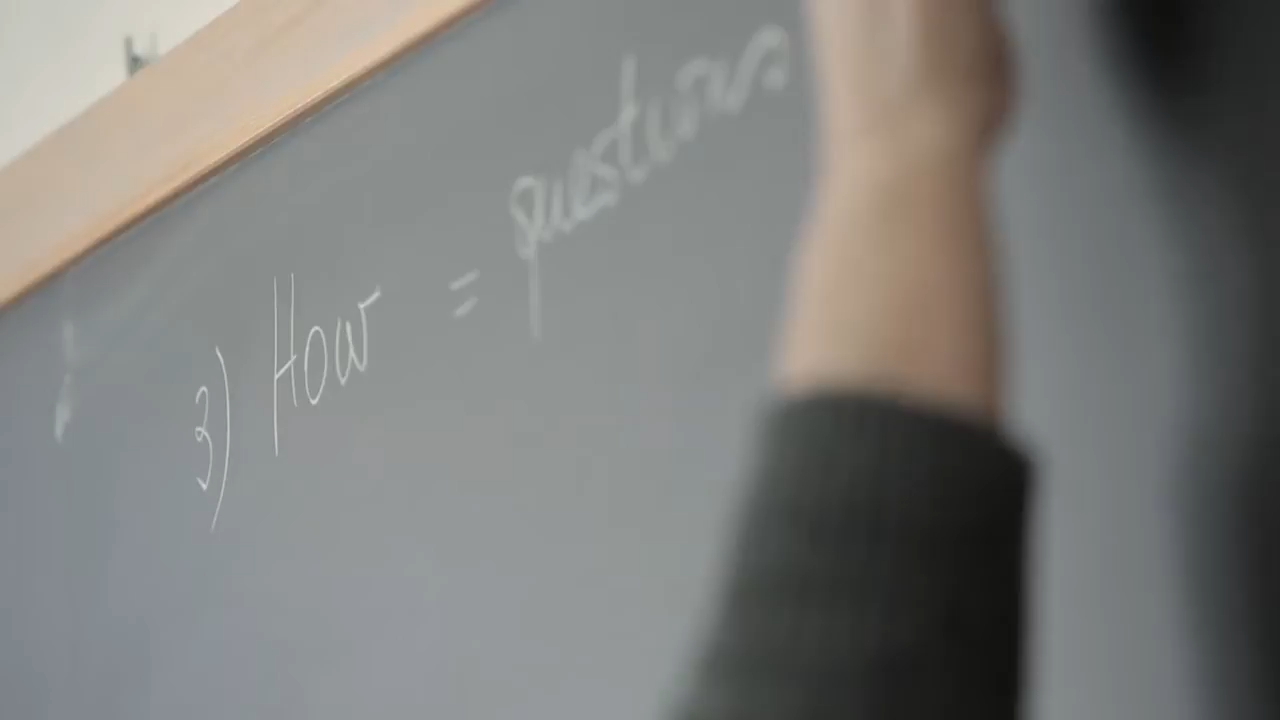 3) How = questions